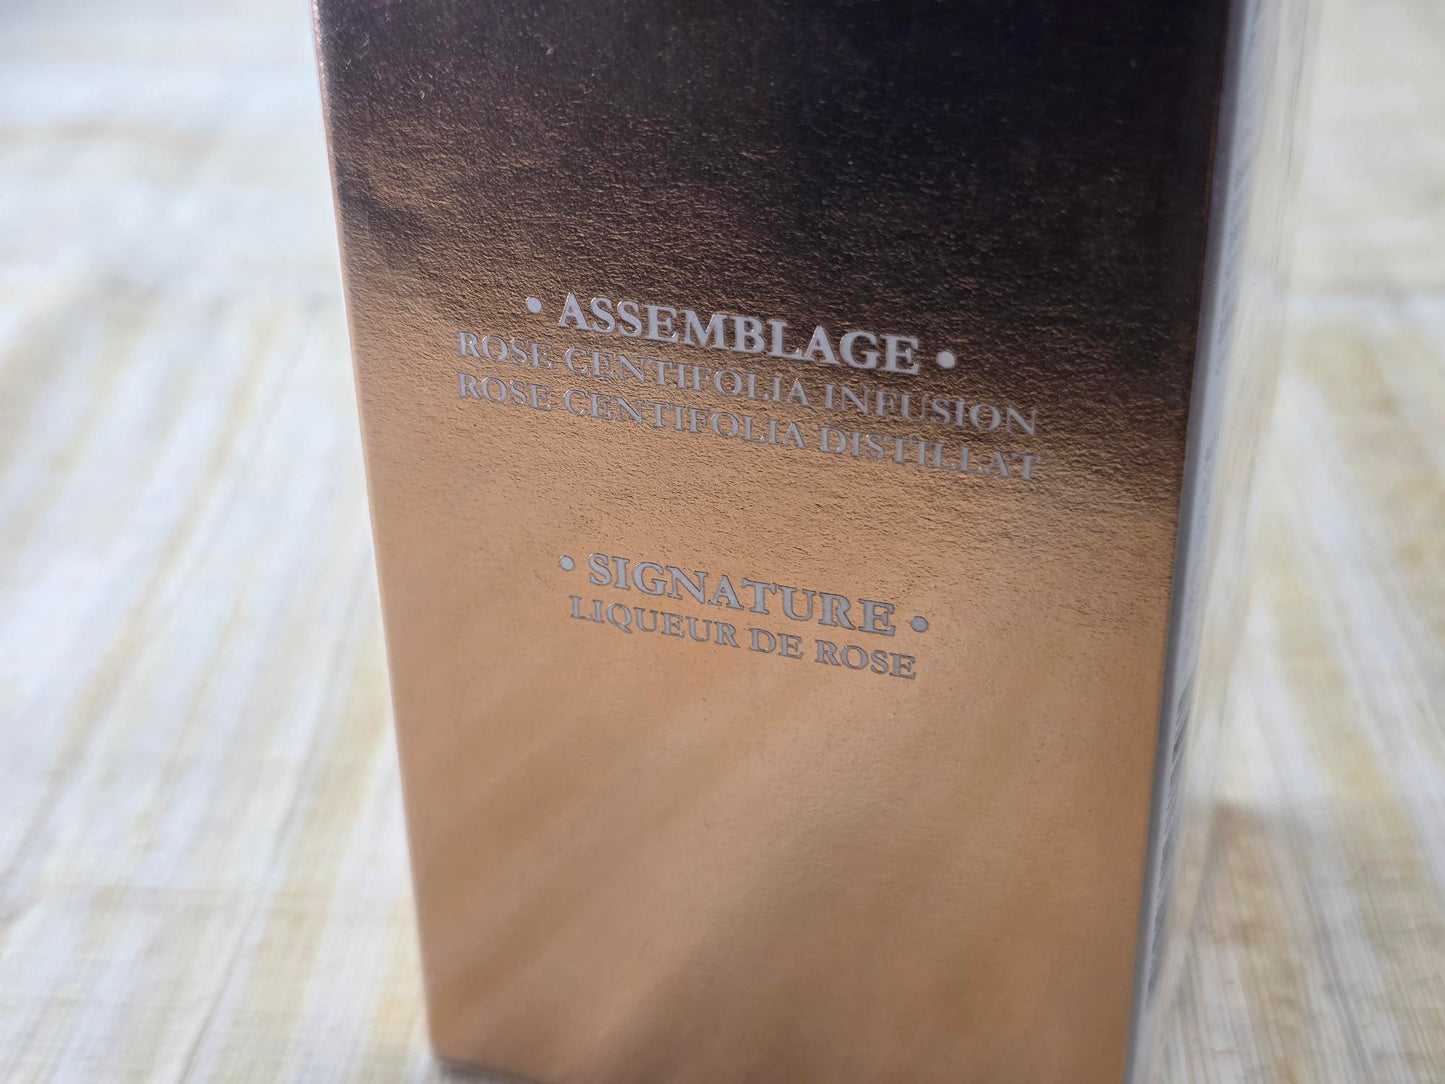 • ASSEMBLAGE •
ROSE CENTIFOLIA INFUSION
ROSE CENTIFOLIA DISTILLAT
• SIGNATURE •
LIQUEUR DE ROSE